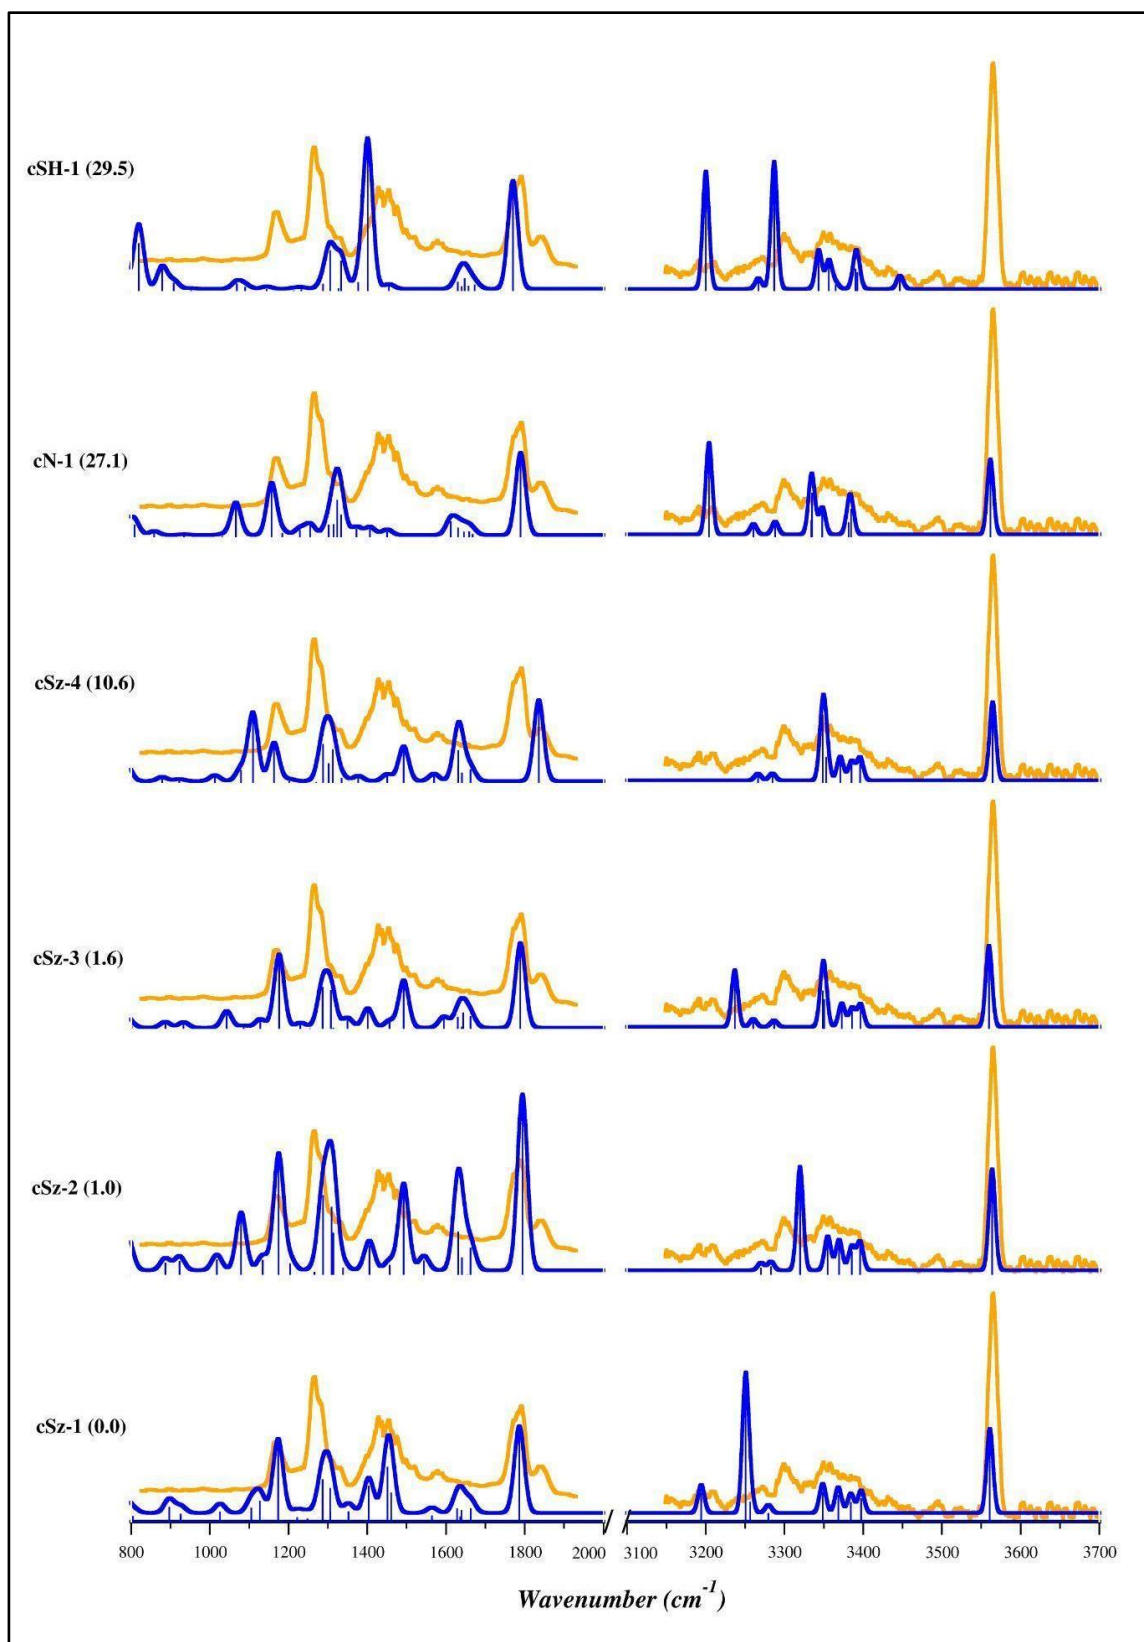 cSH-1 (29.5)
cN-1 (27.1)
cSz-4 (10.6)
cSz-3 (1.6)
cSz-2 (1.0)
cSz-1 (0.0)
800 1000 1200 1400 1600 1800 2000 3100 3200 3300 3400 3500 3600 3700
Wavenumber (cm⁻¹)